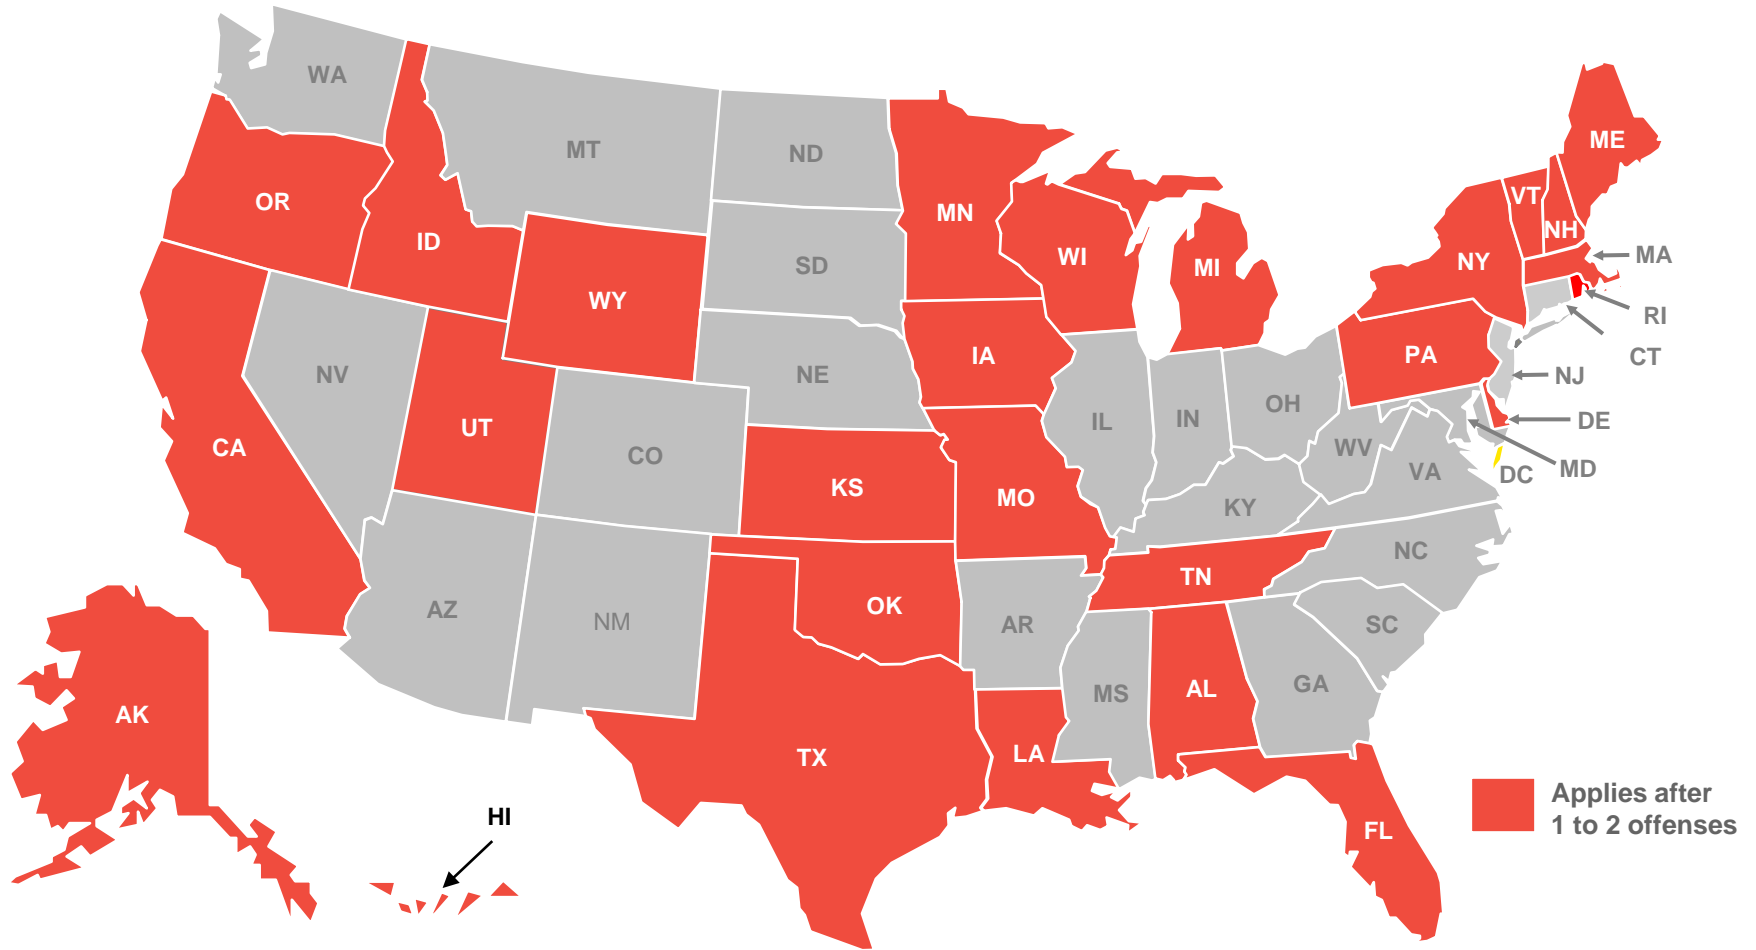 WA
MT
ND
ME
OR
ID
MN
VT
NH
WI
MI
NY
MA
SD
WY
RI
IA
PA
CT
NV
NE
NJ
UT
CA
CO
IL
IN
OH
DE
WV
MD
DC
VA
KS
MO
KY
NC
AZ
NM
OK
TN
AR
SC
MS
AL
GA
AK
TX
LA
HI
FL
Applies after
1 to 2 offenses